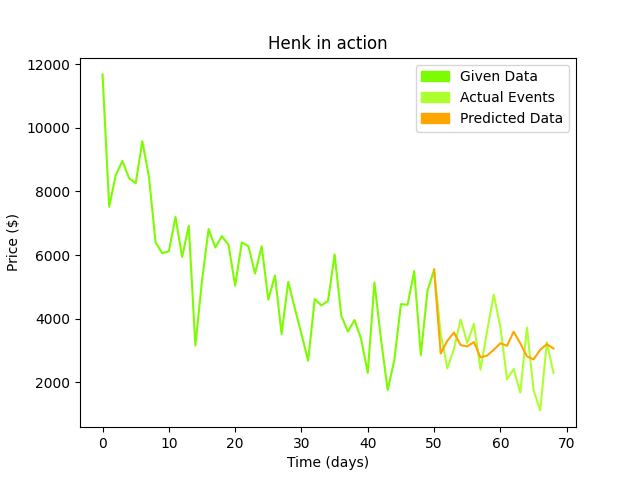 Henk in action
Given Data
Actual Events
Predicted Data
Price ($)
12000
10000
8000
6000
4000
2000
0 10 20 30 40 50 60 70
Time (days)